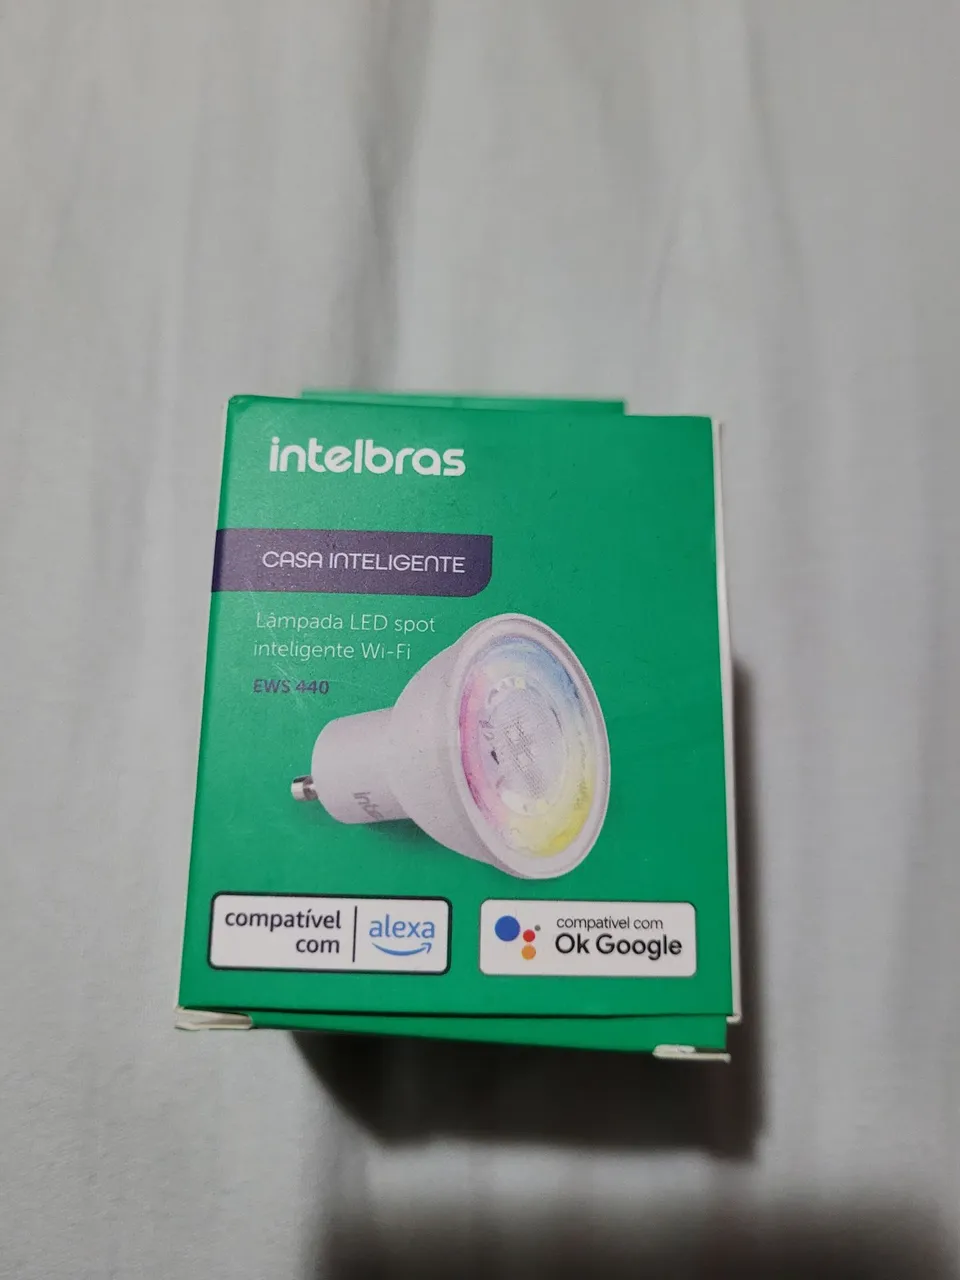 intelbras
CASA INTELIGENTE
Lâmpada LED spot
inteligente Wi-Fi
EWS 440
compatível
com
alexa
compatível com
Ok Google